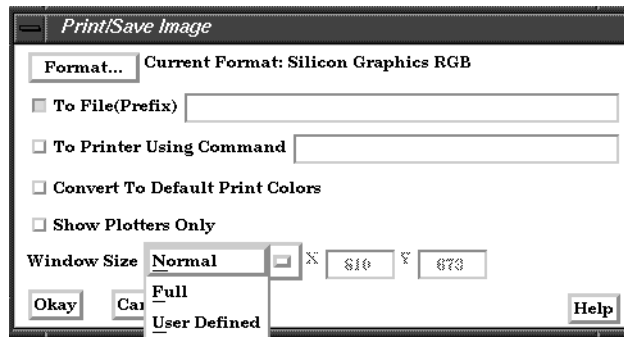 Print/Save Image
Format... Current Format: Silicon Graphics RGB
To File(Prefix)
To Printer Using Command
Convert To Default Print Colors
Show Plotters Only
Window Size Normal X 810 Y 673
Full
Okay Help
User Defined